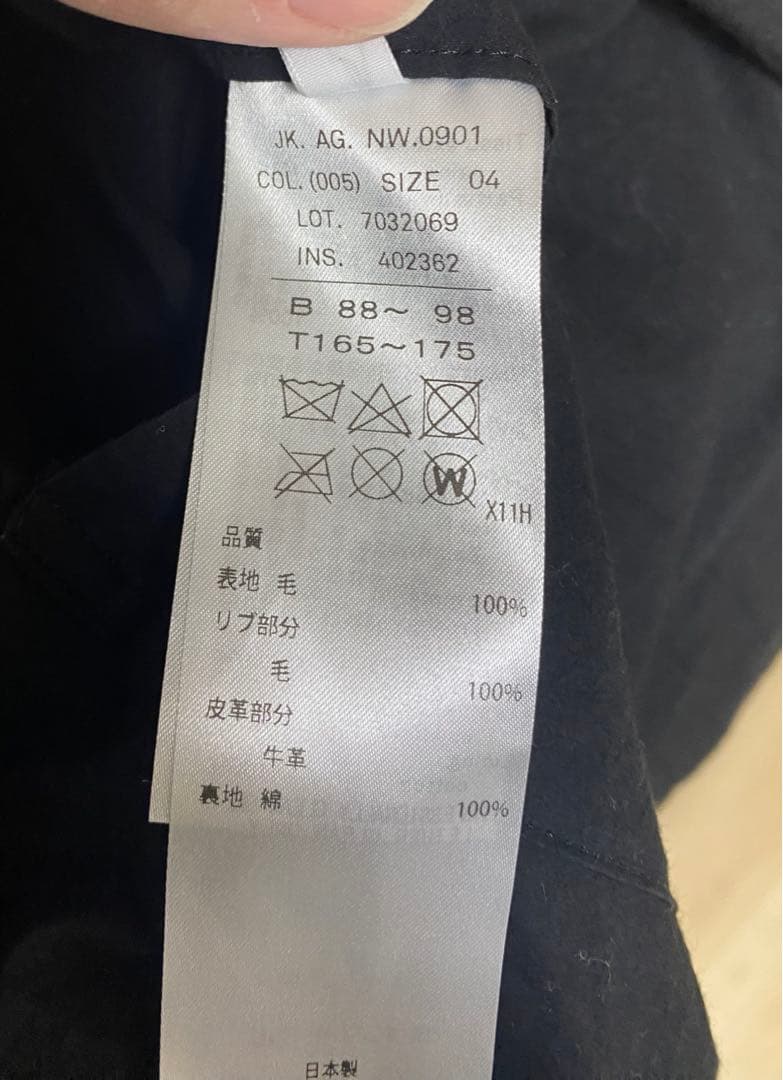 JK. AG. NW.0901
COL. (005) SIZE 04
LOT. 7032069
INS. 402362
B 88〜 98
T165〜175
W
X11H
品質
表地 毛 100%
リブ部分
毛 100%
皮革部分
牛革
裏地 綿 100%
日本製